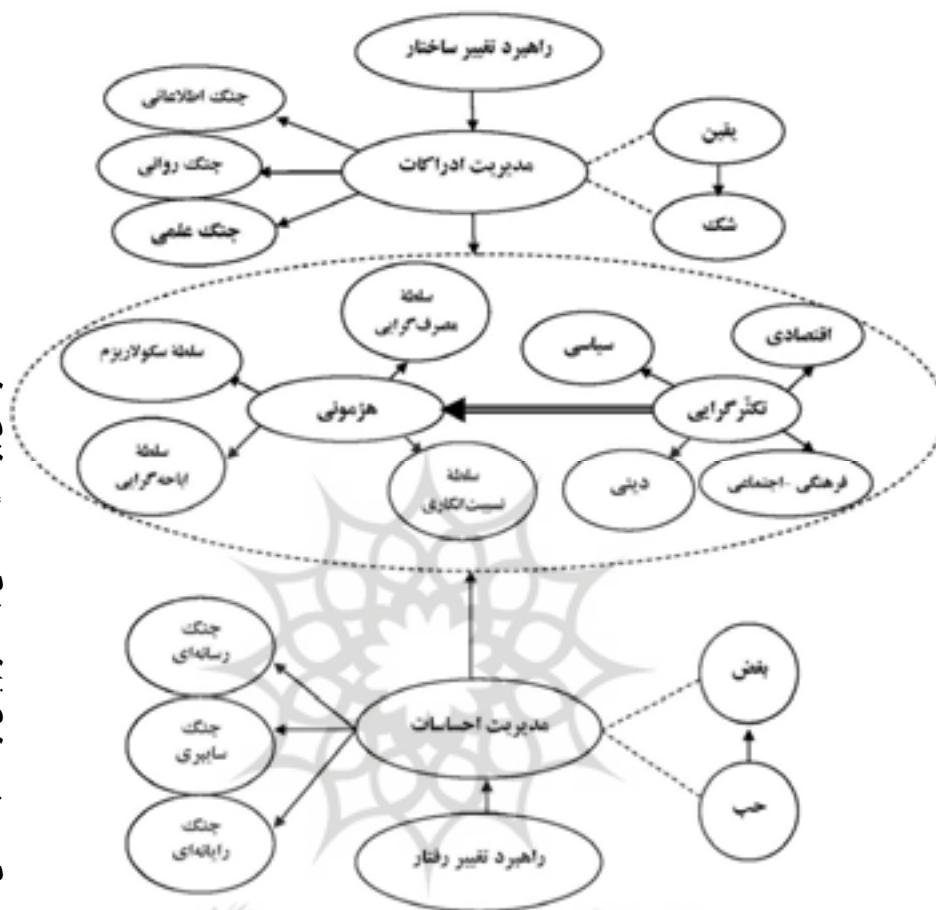 راهبرد تغییر ساختار
جنگ اطلاعاتی
مدیریت ادراکات
یقین
جنگ روانی
جنگ علمی
شک
سلطهٔ
مصرف‌گرایی
اقتصادی
سیاسی
سلطهٔ سکولاریزم
تکثّرگرایی
هژمونی
سلطهٔ
اباحه‌گرایی
سلطهٔ
نسبیت‌انگاری
دینی
فرهنگی - اجتماعی
جنگ
رسانه‌ای
بغض
مدیریت احساسات
جنگ
سایبری
حب
جنگ
رایانه‌ای
راهبرد تغییر رفتار